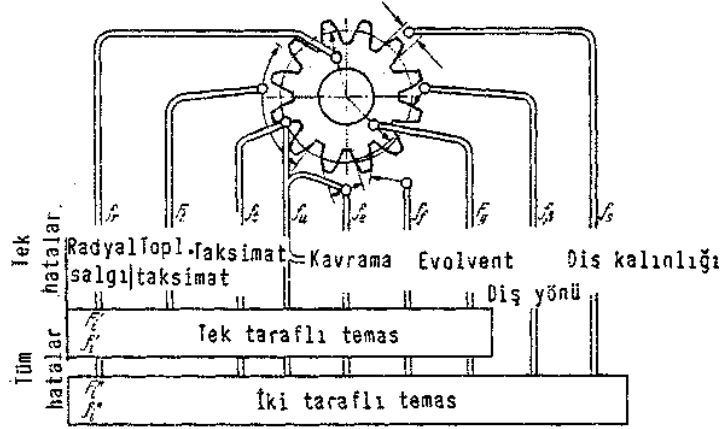 Tek
hatalar
Radyal
salgı
Topl.
taksimat
Taksimat
Kavrama
Evolvent
Diş yönü
Diş kalınlığı
Tüm
hatalar
Tek taraflı temas
İki taraflı temas